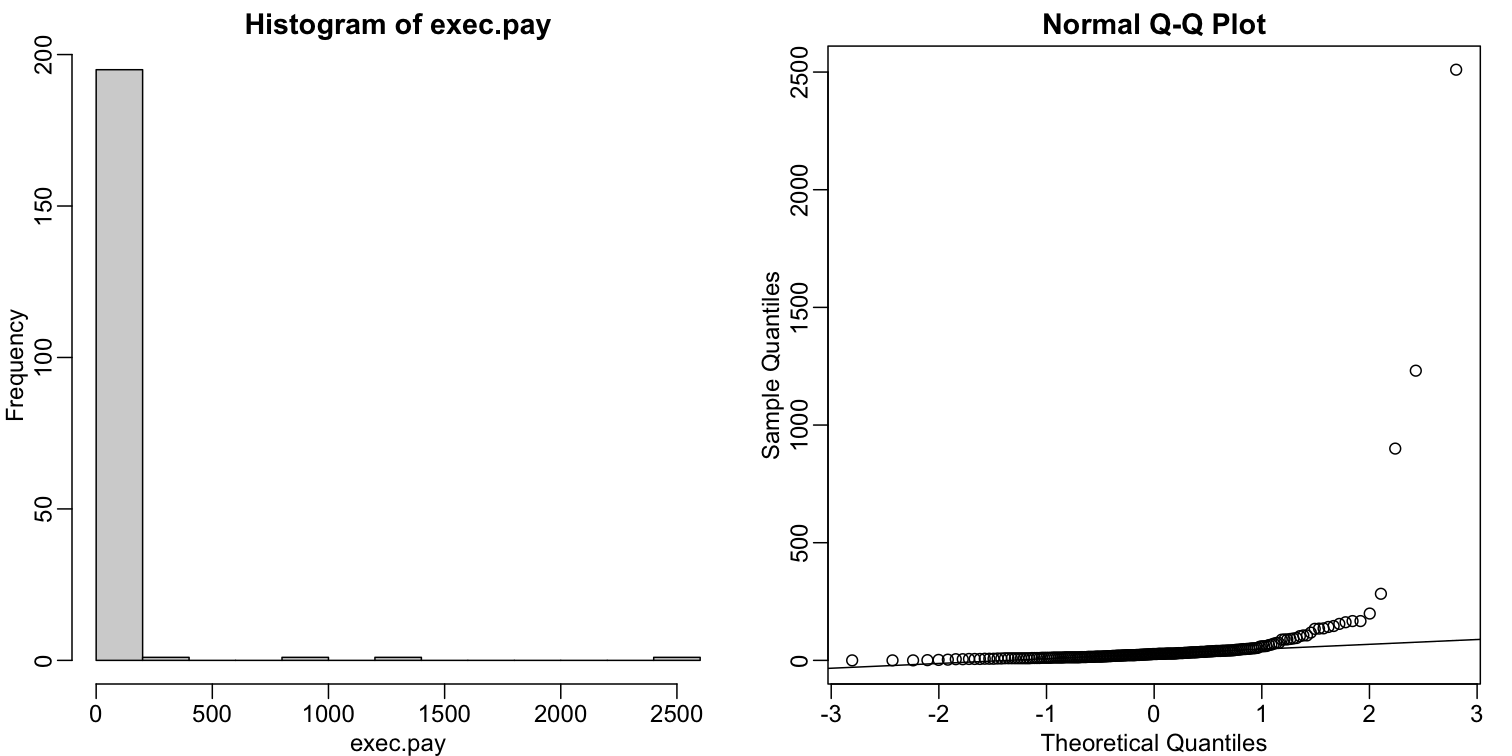 Histogram of exec.pay
Frequency
0
50
100
150
200
0 500 1000 1500 2000 2500
exec.pay
Normal Q-Q Plot
Sample Quantiles
0
500
1000
1500
2000
2500
-3 -2 -1 0 1 2 3
Theoretical Quantiles